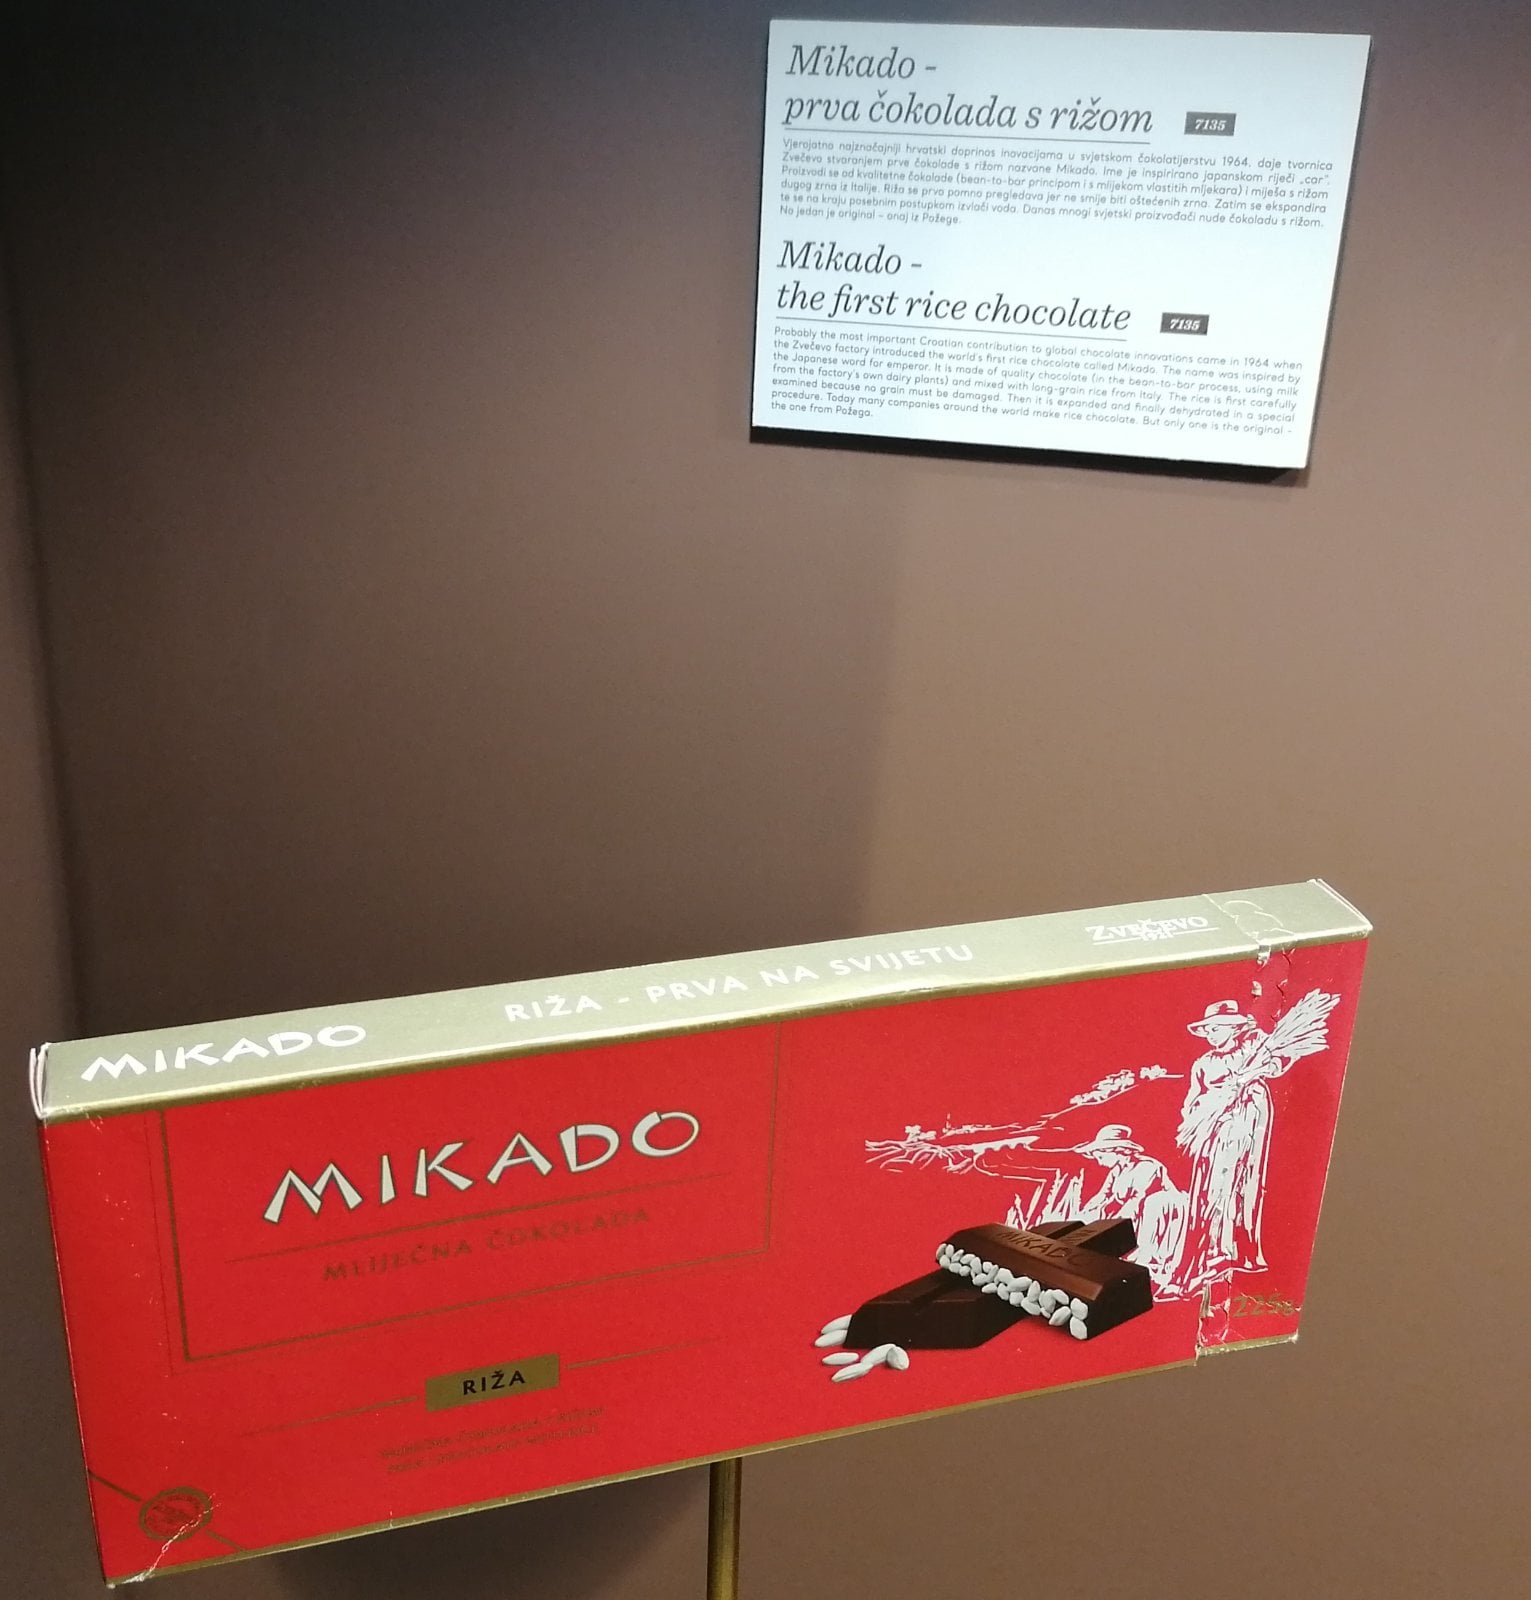 Mikado -
prva čokolada s rižom 7135
Vjerojatno najznačajniji hrvatski doprinos inovacijama u svjetskom čokolatijerstvu 1964. daje tvornica
Zvečevo stvaranjem prve čokolade s rižom nazvane Mikado. Ime je inspirirano japanskom riječi „car”.
Proizvodi se od kvalitetne čokolade (bean-to-bar principom i s mlijekom vlastitih mljekara) i miješa s rižom
dugog zrna iz Italije. Riža se prvo pomno pregledava jer ne smije biti oštećenih zrna. Zatim se ekspandira
te se na kraju posebnim postupkom izvlači voda. Danas mnogi svjetski proizvođači nude čokoladu s rižom.
No jedan je original – onaj iz Požege.
Mikado -
the first rice chocolate 7135
Probably the most important Croatian contribution to global chocolate innovations came in 1964 when
the Zvečevo factory introduced the world's first rice chocolate called Mikado. The name was inspired by
the Japanese word for emperor. It is made of quality chocolate (in the bean-to-bar process, using milk
from the factory's own dairy plants) and mixed with long-grain rice from Italy. The rice is first carefully
examined because no grain must be damaged. Then it is expanded and finally dehydrated in a special
procedure. Today many companies around the world make rice chocolate. But only one is the original –
the one from Požega.
MIKADO RIŽA - PRVA NA SVIJETU ZVEČEVO
1921
MIKADO
MLIJEČNA ČOKOLADA
MIKADO
225g
RIŽA